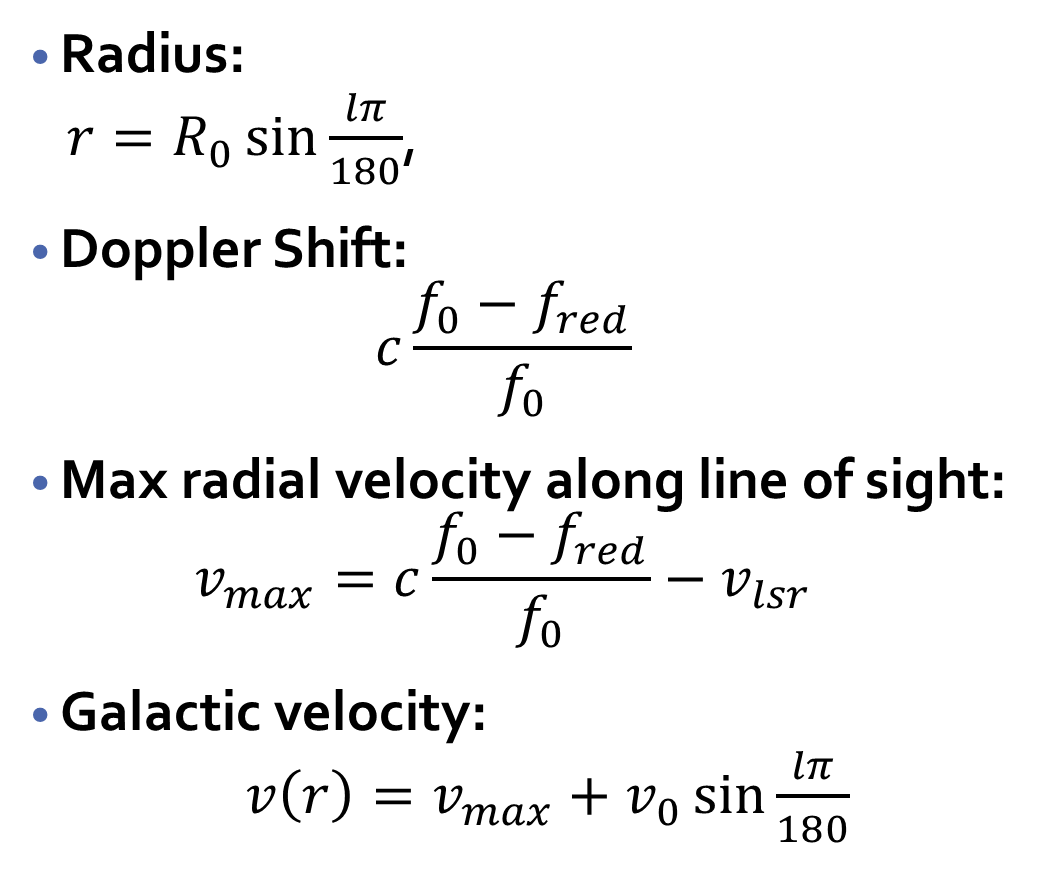 • Radius:
r = R₀ sin lπ/180,
• Doppler Shift:
c (f₀ − f_red)/f₀
• Max radial velocity along line of sight:
v_max = c (f₀ − f_red)/f₀ − v_lsr
• Galactic velocity:
v(r) = v_max + v₀ sin lπ/180